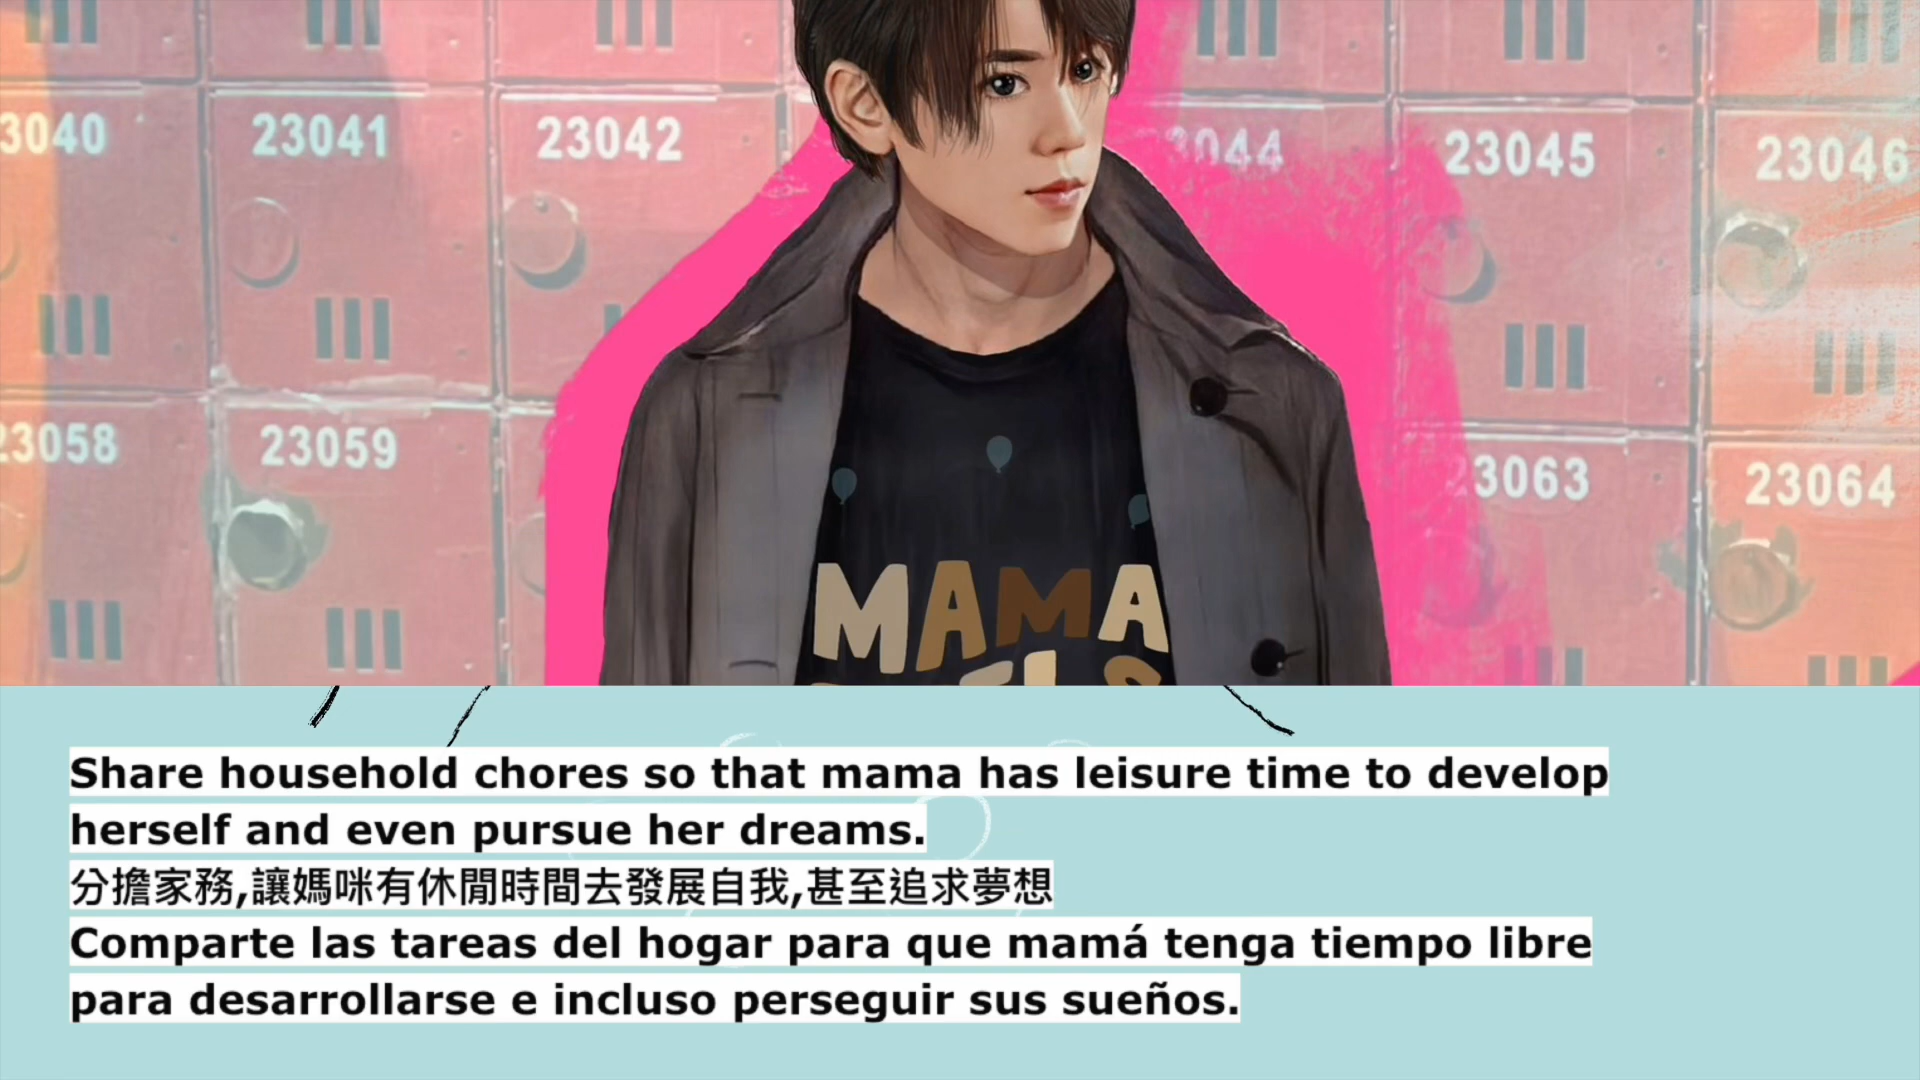 3040
23041
23042
3044
23045
23046
23058
23059
3063
23064
MAMA
Share household chores so that mama has leisure time to develop
herself and even pursue her dreams.
分擔家務,讓媽咪有休閒時間去發展自我,甚至追求夢想
Comparte las tareas del hogar para que mamá tenga tiempo libre
para desarrollarse e incluso perseguir sus sueños.